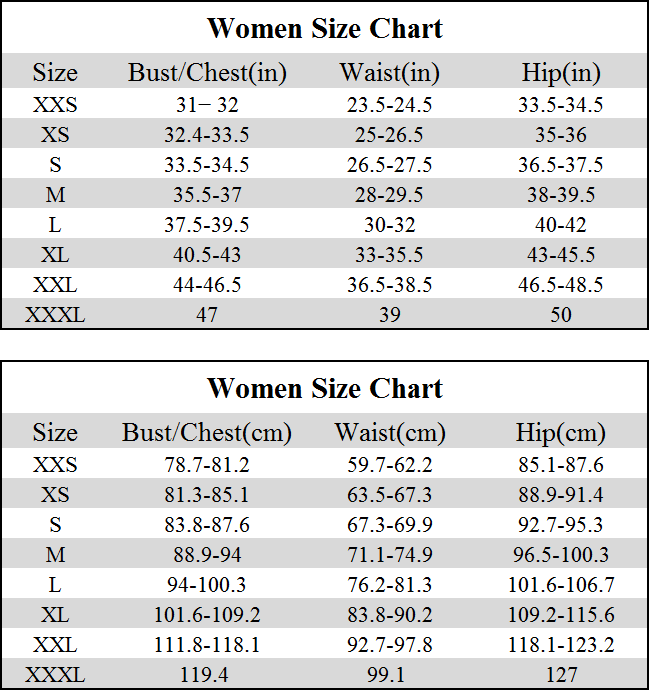 Women Size Chart
Size Bust/Chest(in) Waist(in) Hip(in)
XXS 31− 32 23.5-24.5 33.5-34.5
XS 32.4-33.5 25-26.5 35-36
S 33.5-34.5 26.5-27.5 36.5-37.5
M 35.5-37 28-29.5 38-39.5
L 37.5-39.5 30-32 40-42
XL 40.5-43 33-35.5 43-45.5
XXL 44-46.5 36.5-38.5 46.5-48.5
XXXL 47 39 50
Women Size Chart
Size Bust/Chest(cm) Waist(cm) Hip(cm)
XXS 78.7-81.2 59.7-62.2 85.1-87.6
XS 81.3-85.1 63.5-67.3 88.9-91.4
S 83.8-87.6 67.3-69.9 92.7-95.3
M 88.9-94 71.1-74.9 96.5-100.3
L 94-100.3 76.2-81.3 101.6-106.7
XL 101.6-109.2 83.8-90.2 109.2-115.6
XXL 111.8-118.1 92.7-97.8 118.1-123.2
XXXL 119.4 99.1 127